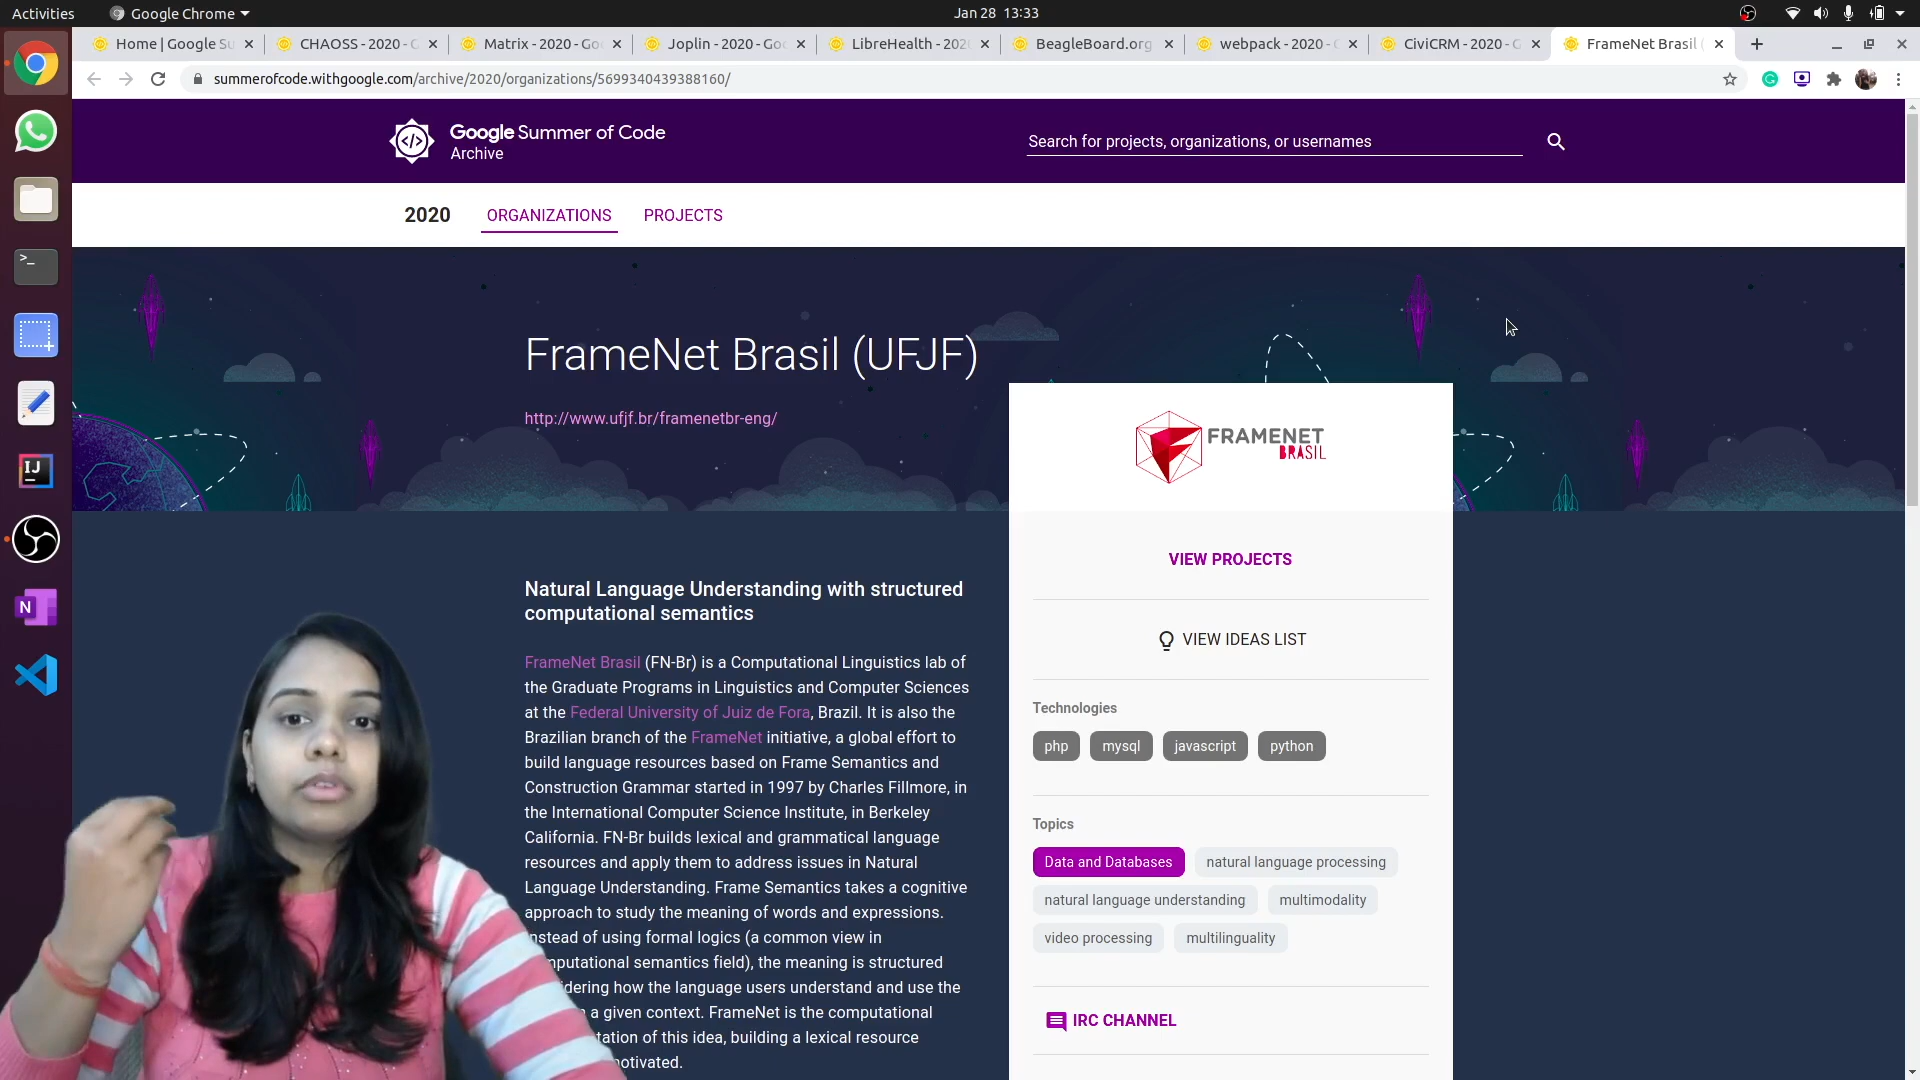 Activities
Google Chrome
Jan 28 13:33
Home | Google Su
CHAOSS - 2020 - G
Matrix - 2020 - Goo
Joplin - 2020 - Goo
LibreHealth - 202
BeagleBoard.org
webpack - 2020 - G
CiviCRM - 2020 - G
FrameNet Brasil (
summerofcode.withgoogle.com/archive/2020/organizations/5699340439388160/
Google Summer of Code
Archive
Search for projects, organizations, or usernames
2020
ORGANIZATIONS
PROJECTS
FrameNet Brasil (UFJF)
http://www.ufjf.br/framenetbr-eng/
FRAMENET
BRASIL
VIEW PROJECTS
VIEW IDEAS LIST
Technologies
php
mysql
javascript
python
Topics
Data and Databases
natural language processing
natural language understanding
multimodality
video processing
multilinguality
IRC CHANNEL
Natural Language Understanding with structured
computational semantics
FrameNet Brasil (FN-Br) is a Computational Linguistics lab of
the Graduate Programs in Linguistics and Computer Sciences
at the Federal University of Juiz de Fora, Brazil. It is also the
Brazilian branch of the FrameNet initiative, a global effort to
build language resources based on Frame Semantics and
Construction Grammar started in 1997 by Charles Fillmore, in
the International Computer Science Institute, in Berkeley
California. FN-Br builds lexical and grammatical language
resources and apply them to address issues in Natural
Language Understanding. Frame Semantics takes a cognitive
approach to study the meaning of words and expressions.
nstead of using formal logics (a common view in
mputational semantics field), the meaning is structured
dering how the language users understand and use the
a given context. FrameNet is the computational
tation of this idea, building a lexical resource
otivated.
IJ
N